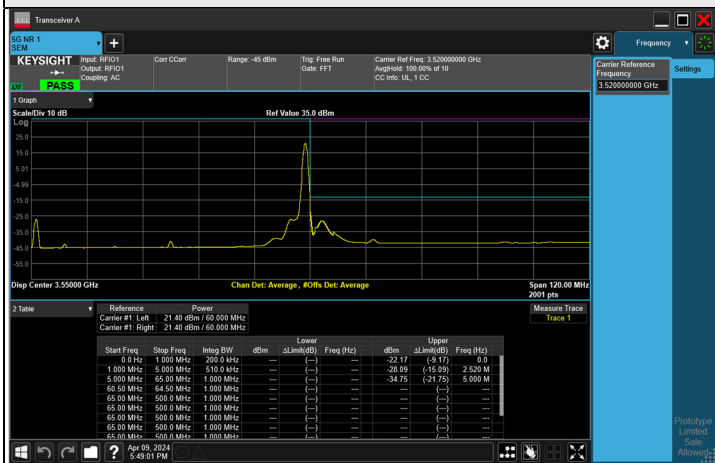 Transceiver A
5G NR 1
SEM
Frequency
KEYSIGHT
LV
PASS
Input: RFIO1
Output: RFIO1
Coupling: AC
Corr CCorr
Range: -45 dBm
Trig: Free Run
Gate: FFT
Carrier Ref Freq: 3.520000000 GHz
Avg|Hold: 100.00% of 10
CC Info: UL, 1 CC
Carrier Reference
Frequency
3.520000000 GHz
Settings
1 Graph
Scale/Div 10 dB
Ref Value 35.0 dBm
Log
25.0
15.0
5.01
-4.99
-15.0
-25.0
-35.0
-45.0
-55.0
Disp Center 3.55000 GHz
Chan Det: Average, #Offs Det: Average
Span 120.00 MHz
2001 pts
2 Table
Reference Power
Carrier #1: Left 21.40 dBm / 60.000 MHz
Carrier #1: Right 21.40 dBm / 60.000 MHz
Measure Trace
Trace 1
Lower Upper
Start Freq Stop Freq Integ BW dBm ΔLimit(dB) Freq (Hz) dBm ΔLimit(dB) Freq (Hz)
0.0 Hz 1.000 MHz 200.0 kHz --- (---) --- -22.17 (-9.17) 0.0
1.000 MHz 5.000 MHz 510.0 kHz --- (---) --- -28.09 (-15.09) 2.520 M
5.000 MHz 65.00 MHz 1.000 MHz --- (---) --- -34.75 (-21.75) 5.000 M
60.50 MHz 64.50 MHz 1.000 MHz --- (---) --- --- (---) ---
65.00 MHz 500.0 MHz 1.000 MHz --- (---) --- --- (---) ---
65.00 MHz 500.0 MHz 1.000 MHz --- (---) --- --- (---) ---
65.00 MHz 500.0 MHz 1.000 MHz --- (---) --- --- (---) ---
65.00 MHz 500.0 MHz 1.000 MHz --- (---) --- --- (---) ---
65.00 MHz 500.0 MHz 1.000 MHz --- (---) --- --- (---) ---
Prototype
Limited
Sale
Allowed
Apr 09, 2024
5:49:01 PM